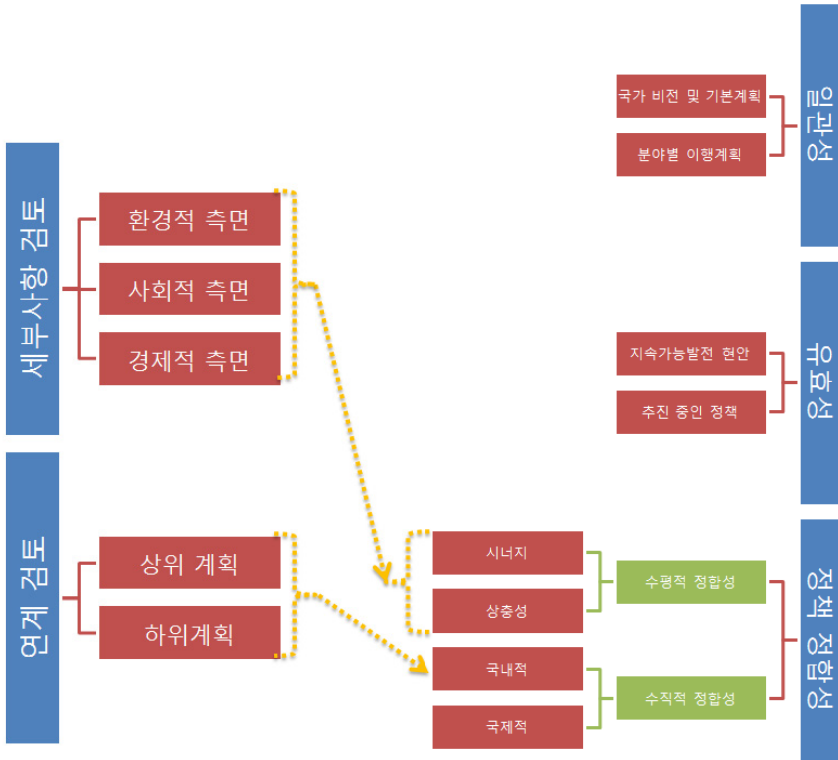 세부사항 검토
환경적 측면
사회적 측면
경제적 측면
연계 검토
상위 계획
하위계획
일관성
국가 비전 및 기본계획
분야별 이행계획
유효성
지속가능발전 현안
추진 중인 정책
정책 정합성
수평적 정합성
시너지
상충성
수직적 정합성
국내적
국제적